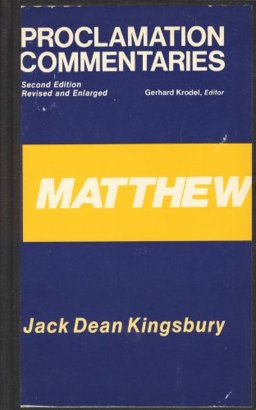 PROCLAMATION
COMMENTARIES
Second Edition
Revised and Enlarged
Gerhard Krodel, Editor
MATTHEW
Jack Dean Kingsbury